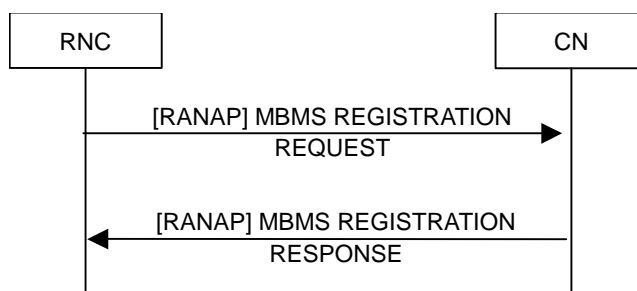 RNC
CN
[RANAP] MBMS REGISTRATION
REQUEST
[RANAP] MBMS REGISTRATION
RESPONSE